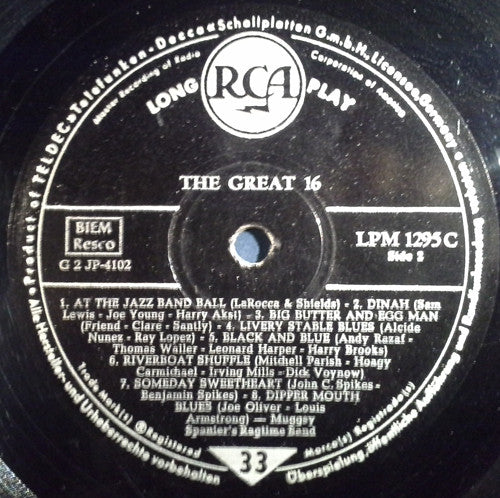 Product of TELDEC »Telefunken-Decca« Schallplatten G.m.b.H., Licensor, Germany
Master Recording of Radio Corporation of America
RCA
LONG PLAY
THE GREAT 16
BIEM
Resco
G 2 JP-4102
LPM 1295 C
Side 2
1. AT THE JAZZ BAND BALL (LaRocca & Shields) - 2. DINAH (Sam
Lewis - Joe Young - Harry Akst) - 3. BIG BUTTER AND EGG MAN
(Friend - Clare - Santly) - 4. LIVERY STABLE BLUES (Alcide
Nunez - Ray Lopez) - 5. BLACK AND BLUE (Andy Razaf -
Thomas Waller - Leonard Harper - Harry Brooks)
6. RIVERBOAT SHUFFLE (Mitchell Parish - Hoagy
Carmichael - Irving Mills - Dick Voynow)
7. SOMEDAY SWEETHEART (John C. Spikes -
Benjamin Spikes) - 8. DIPPER MOUTH
BLUES (Joe Oliver - Louis
Armstrong) — Muggsy
Spanier's Ragtime Band
Trade Mark(s) ® Registered
Marca(s) Registrada(s)
33
Alle Hersteller- und Urheberrechte vorbehalten
Überspielung, öffentliche Aufführung und